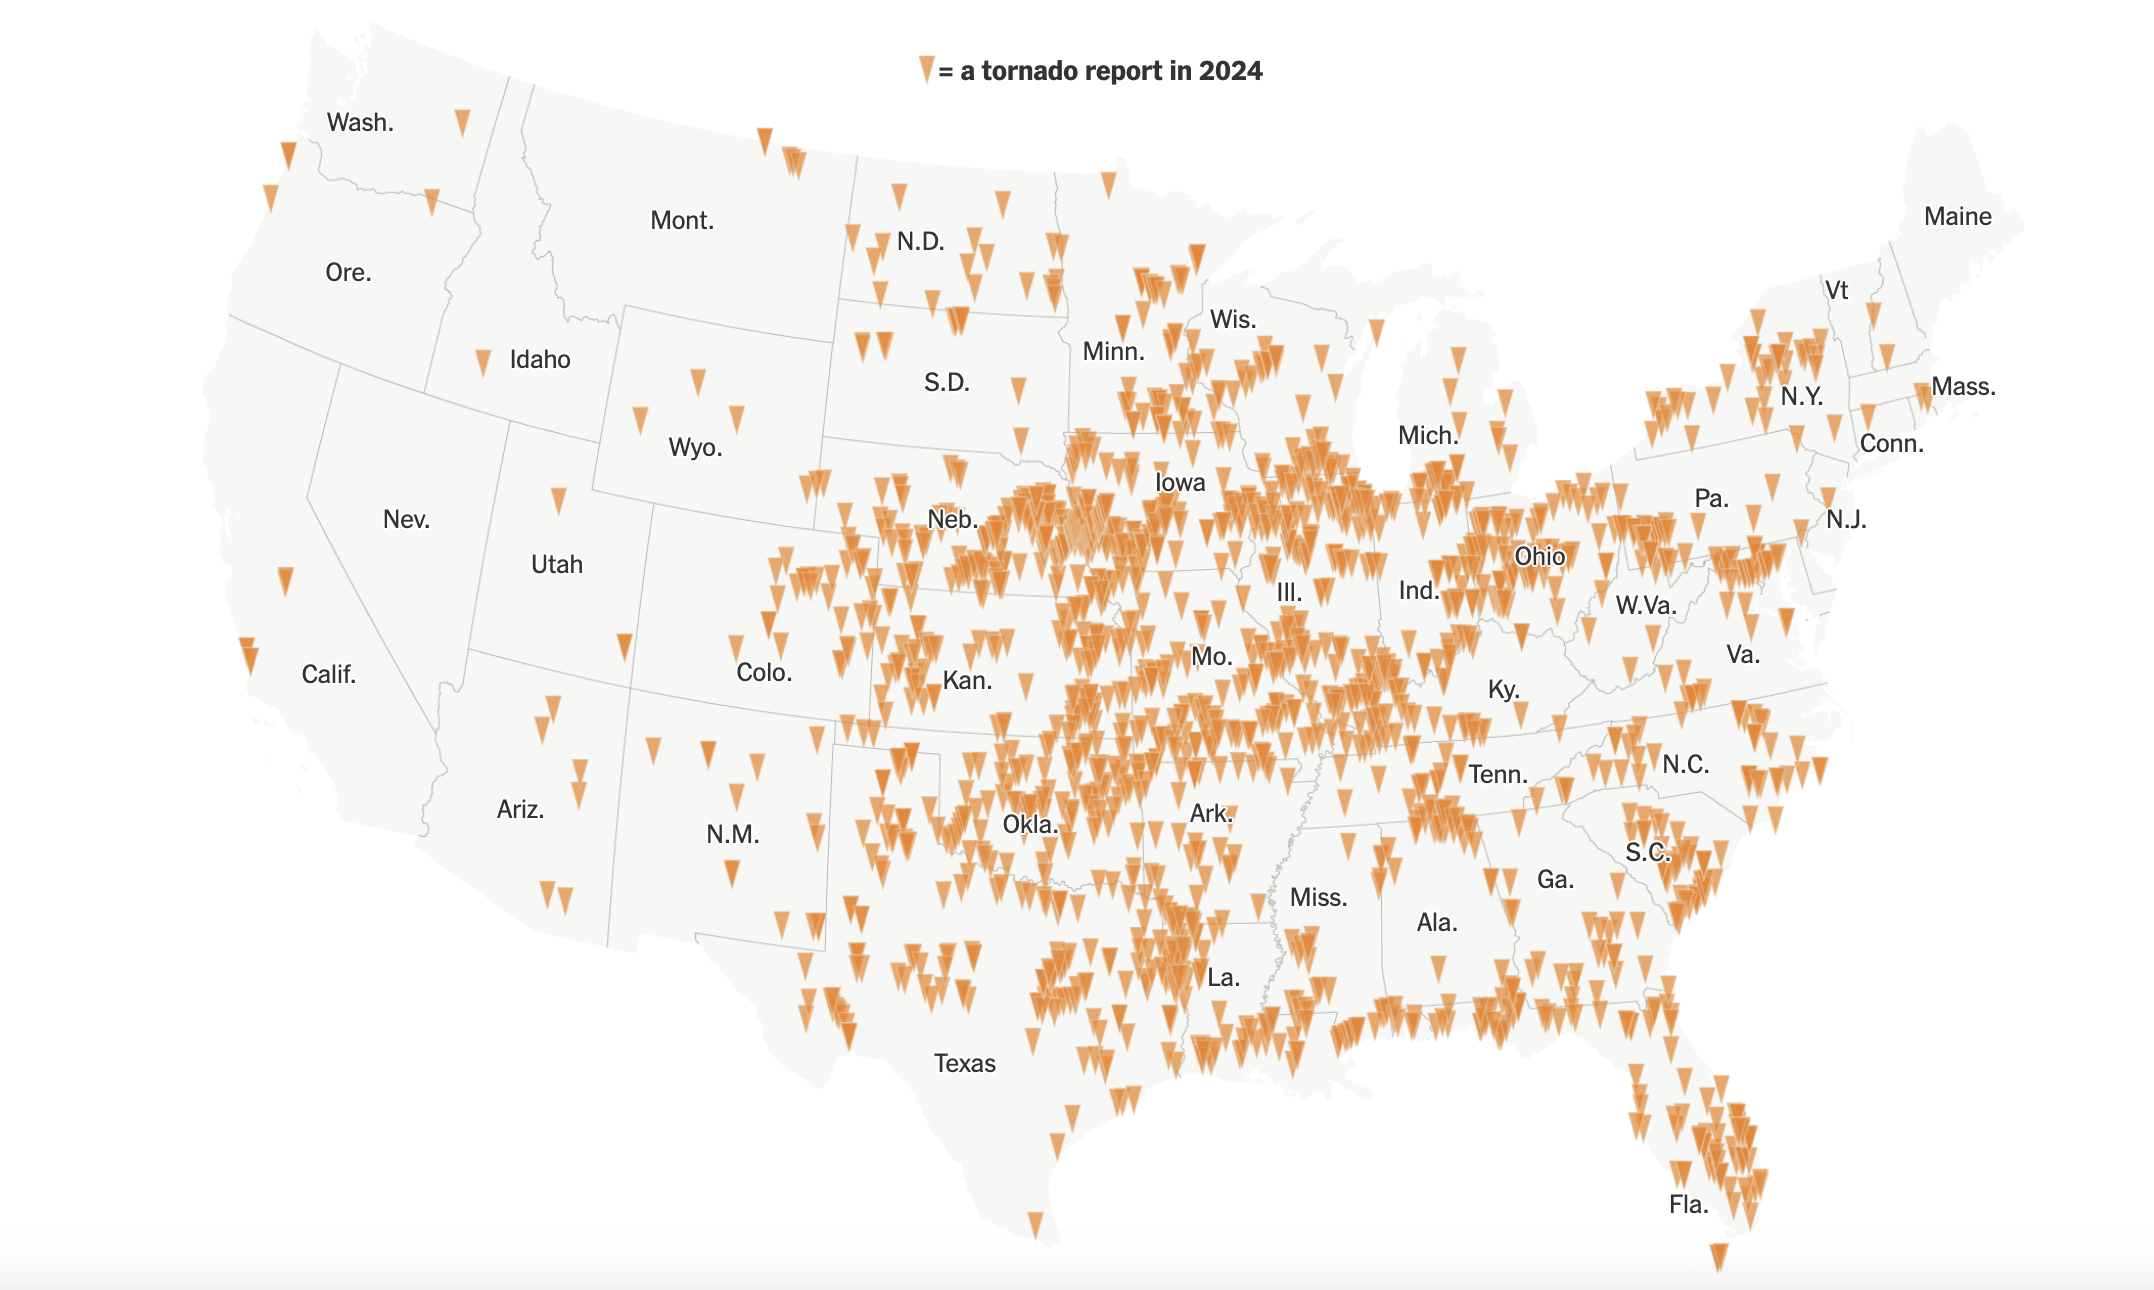 = a tornado report in 2024
Wash.
Mont.
N.D.
Maine
Ore.
Vt
Wis.
Minn.
Idaho
S.D.
Mass.
N.Y.
Mich.
Conn.
Wyo.
Iowa
Pa.
Nev.
Neb.
N.J.
Utah
Ohio
Ill.
Ind.
W.Va.
Calif.
Colo.
Kan.
Mo.
Va.
Ky.
N.C.
Tenn.
Ariz.
N.M.
Okla.
Ark.
S.C.
Miss.
Ala.
Ga.
La.
Texas
Fla.